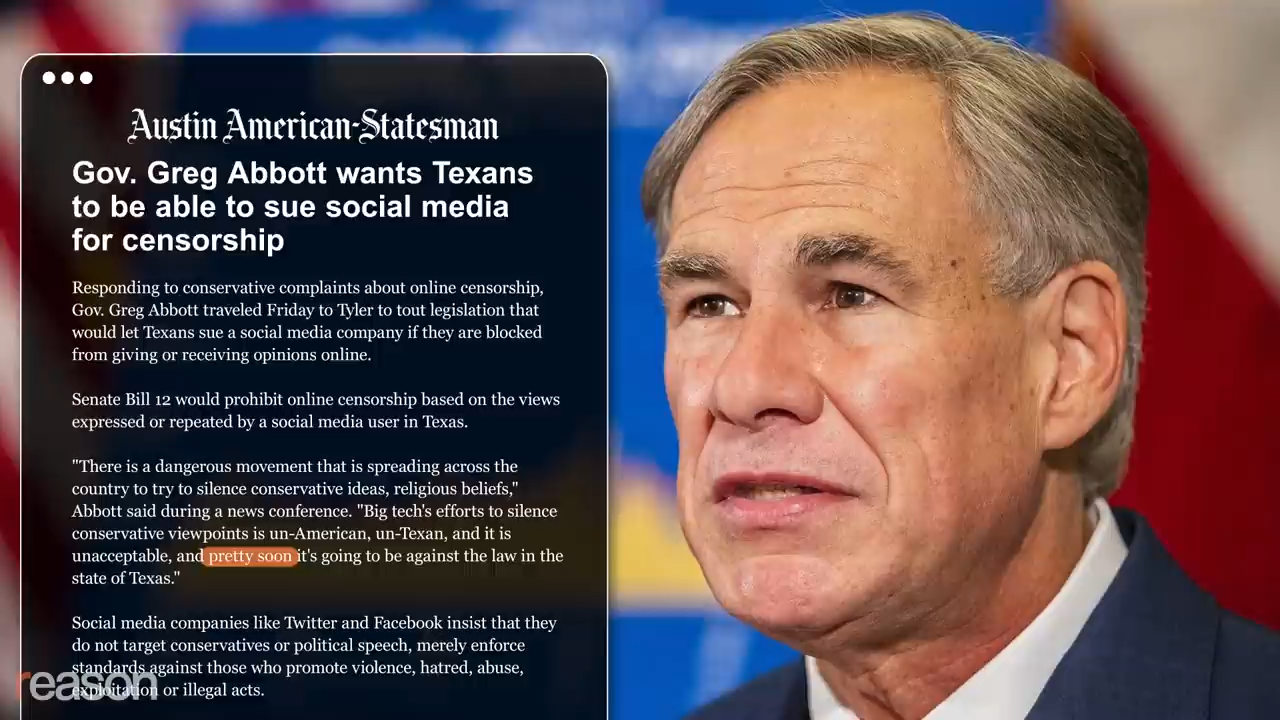 Austin American-Statesman
Gov. Greg Abbott wants Texans
to be able to sue social media
for censorship
Responding to conservative complaints about online censorship,
Gov. Greg Abbott traveled Friday to Tyler to tout legislation that
would let Texans sue a social media company if they are blocked
from giving or receiving opinions online.
Senate Bill 12 would prohibit online censorship based on the views
expressed or repeated by a social media user in Texas.
"There is a dangerous movement that is spreading across the
country to try to silence conservative ideas, religious beliefs,"
Abbott said during a news conference. "Big tech's efforts to silence
conservative viewpoints is un-American, un-Texan, and it is
unacceptable, and pretty soon it's going to be against the law in the
state of Texas."
Social media companies like Twitter and Facebook insist that they
do not target conservatives or political speech, merely enforce
standards against those who promote violence, hatred, abuse,
exploitation or illegal acts.
reason